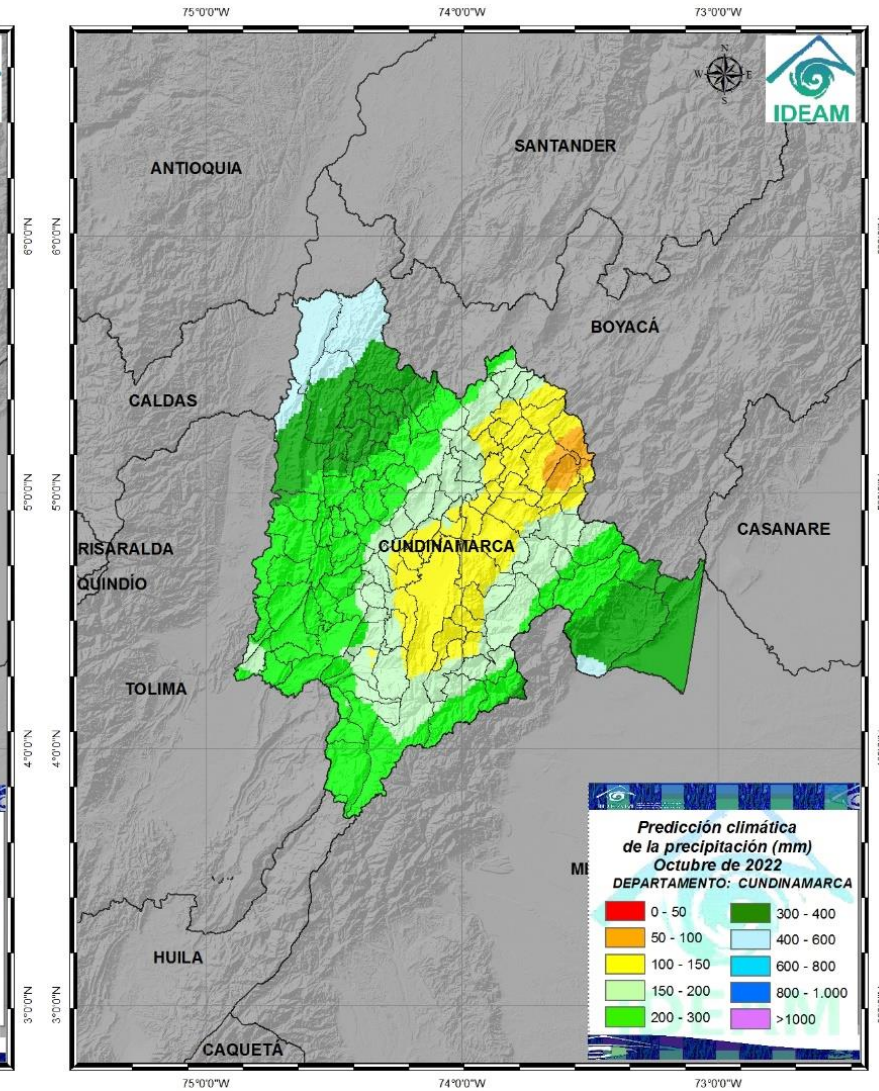 75°0'0"W
74°0'0"W
73°0'0"W
N
W
E
S
IDEAM
SANTANDER
ANTIOQUIA
6°0'0"N
6°0'0"N
BOYACÁ
CALDAS
5°0'0"N
5°0'0"N
CASANARE
CUNDINAMARCA
RISARALDA
QUINDÍO
TOLIMA
4°0'0"N
4°0'0"N
Predicción climática
de la precipitación (mm)
Octubre de 2022
DEPARTAMENTO: CUNDINAMARCA
0 - 50
300 - 400
50 - 100
400 - 600
100 - 150
600 - 800
150 - 200
800 - 1.000
200 - 300
>1000
HUILA
3°0'0"N
3°0'0"N
CAQUETÁ
75°0'0"W
74°0'0"W
73°0'0"W